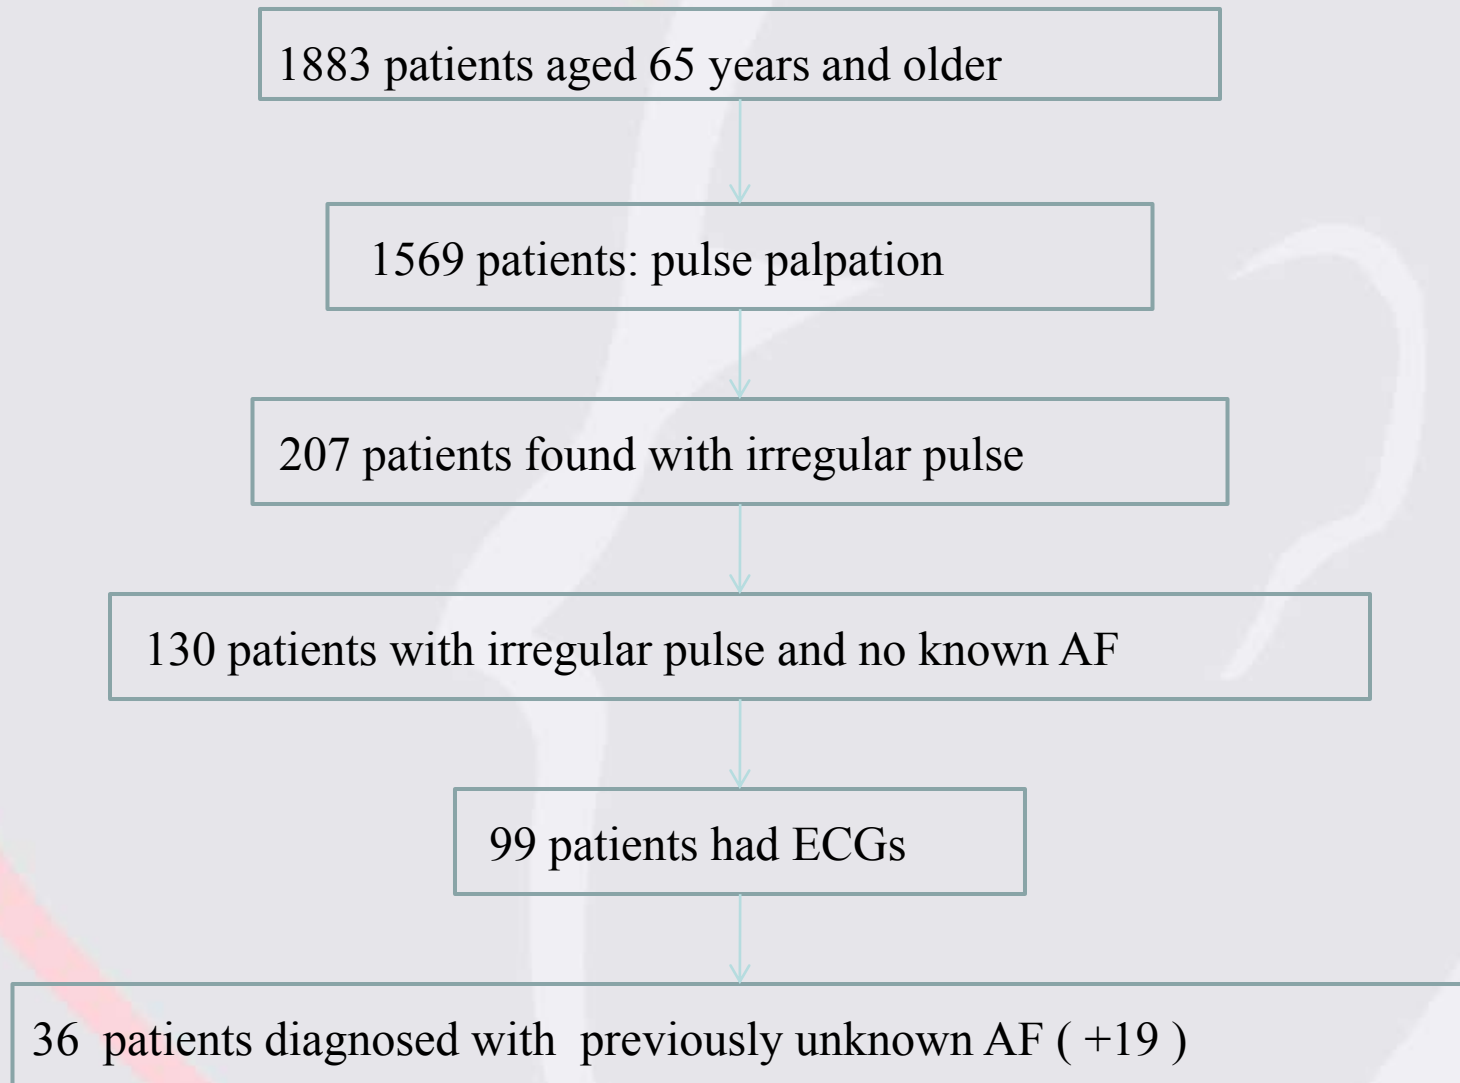 1883 patients aged 65 years and older
1569 patients: pulse palpation
207 patients found with irregular pulse
130 patients with irregular pulse and no known AF
99 patients had ECGs
36 patients diagnosed with previously unknown AF ( +19 )